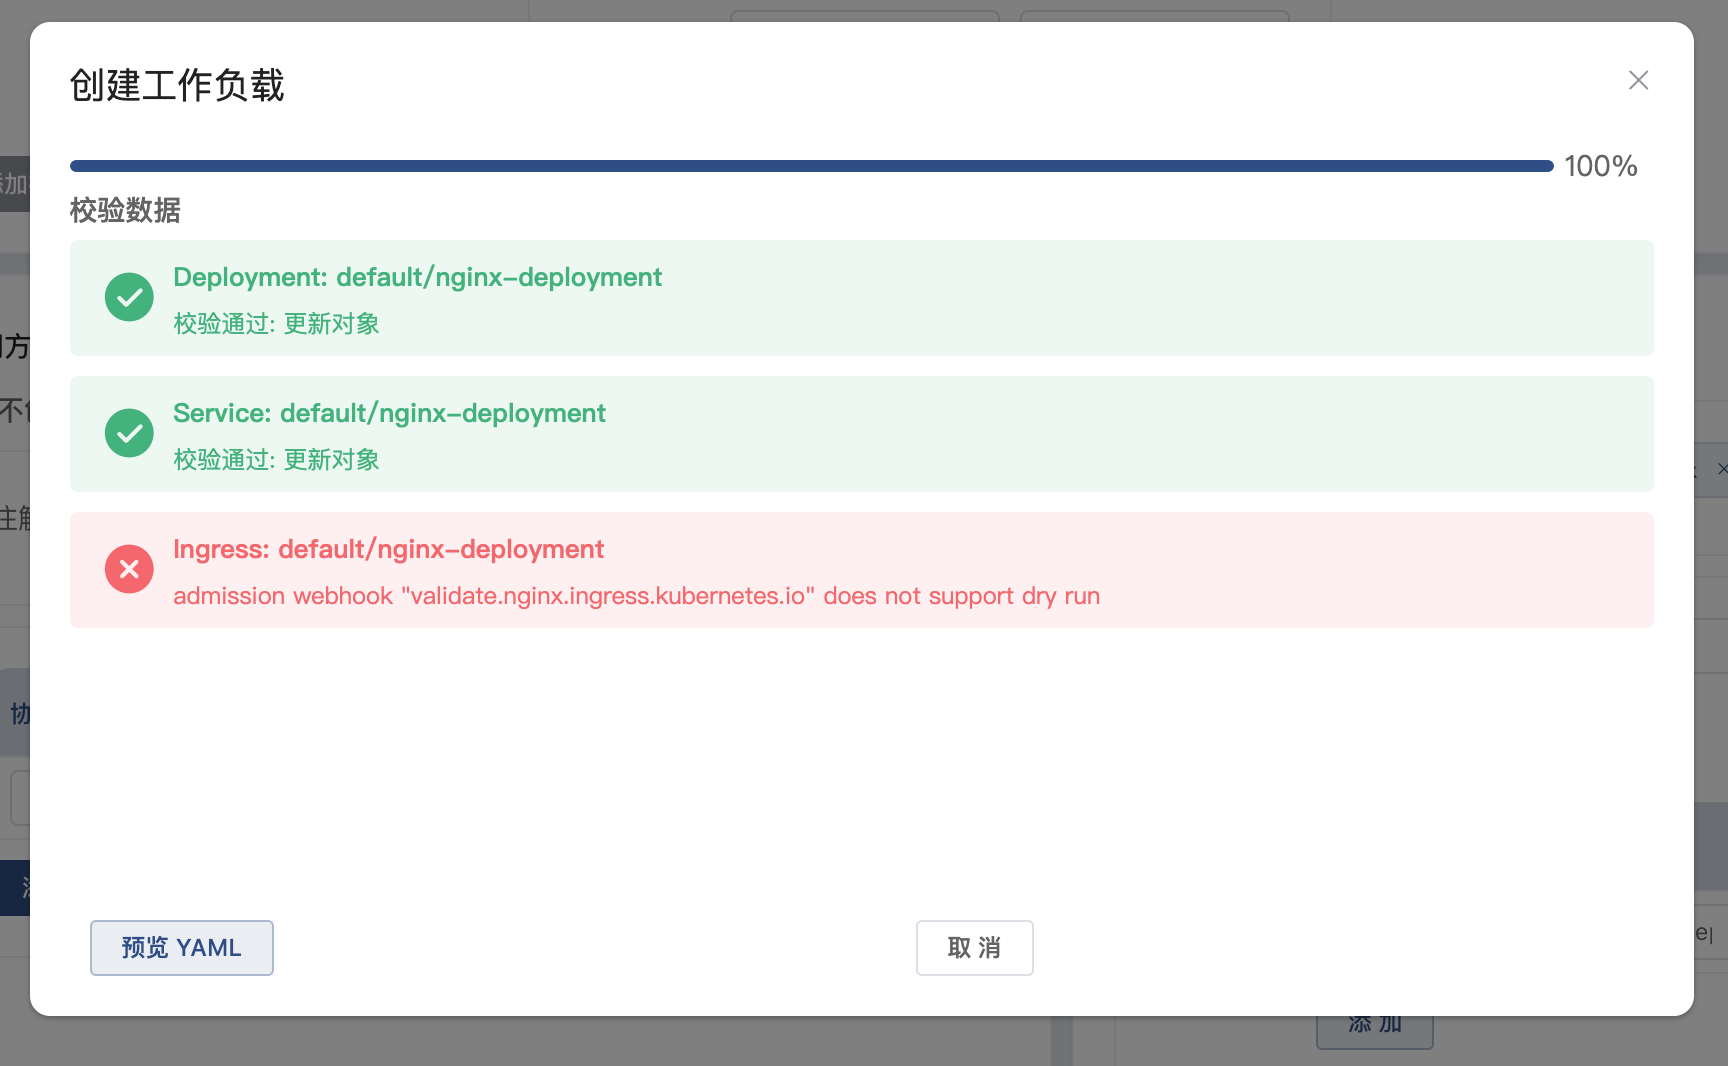 创建工作负载
100%
校验数据
Deployment: default/nginx-deployment
校验通过: 更新对象
Service: default/nginx-deployment
校验通过: 更新对象
Ingress: default/nginx-deployment
admission webhook "validate.nginx.ingress.kubernetes.io" does not support dry run
预览 YAML
取 消
添 加